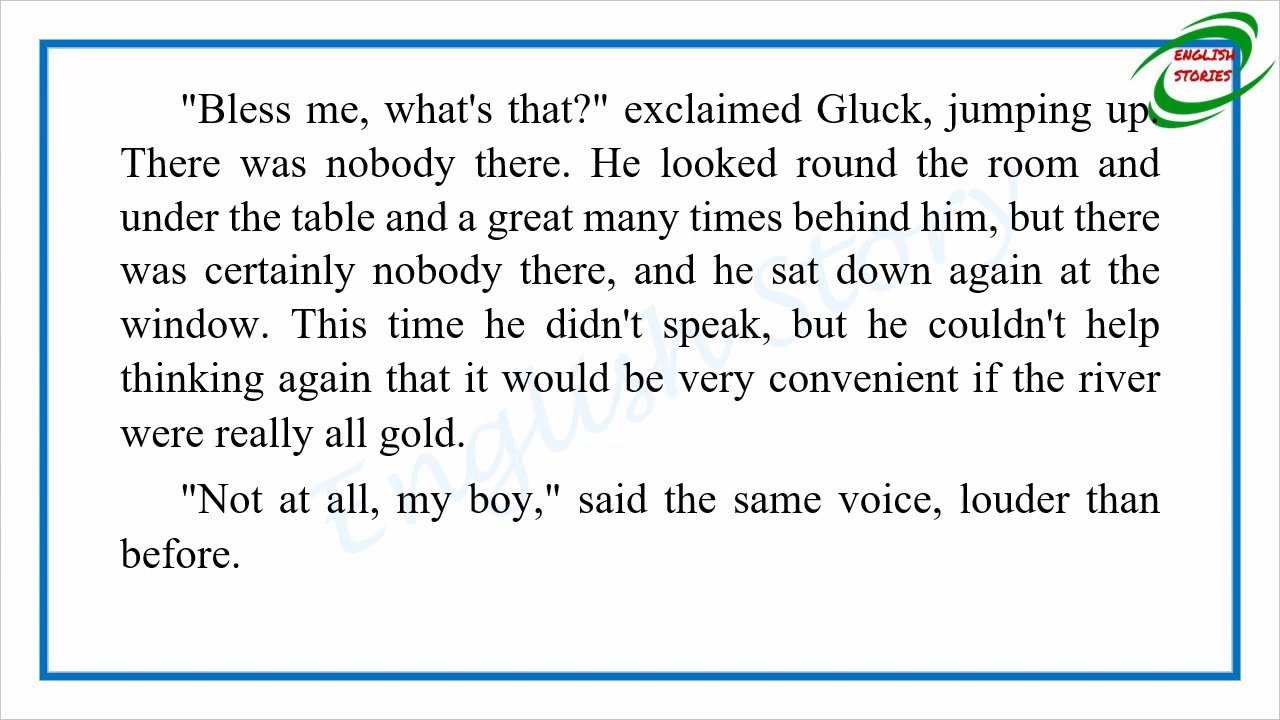 ENGLISH
STORIES
"Bless me, what's that?" exclaimed Gluck, jumping up.
There was nobody there. He looked round the room and
under the table and a great many times behind him, but there
was certainly nobody there, and he sat down again at the
window. This time he didn't speak, but he couldn't help
thinking again that it would be very convenient if the river
were really all gold.
"Not at all, my boy," said the same voice, louder than
before.
English Story